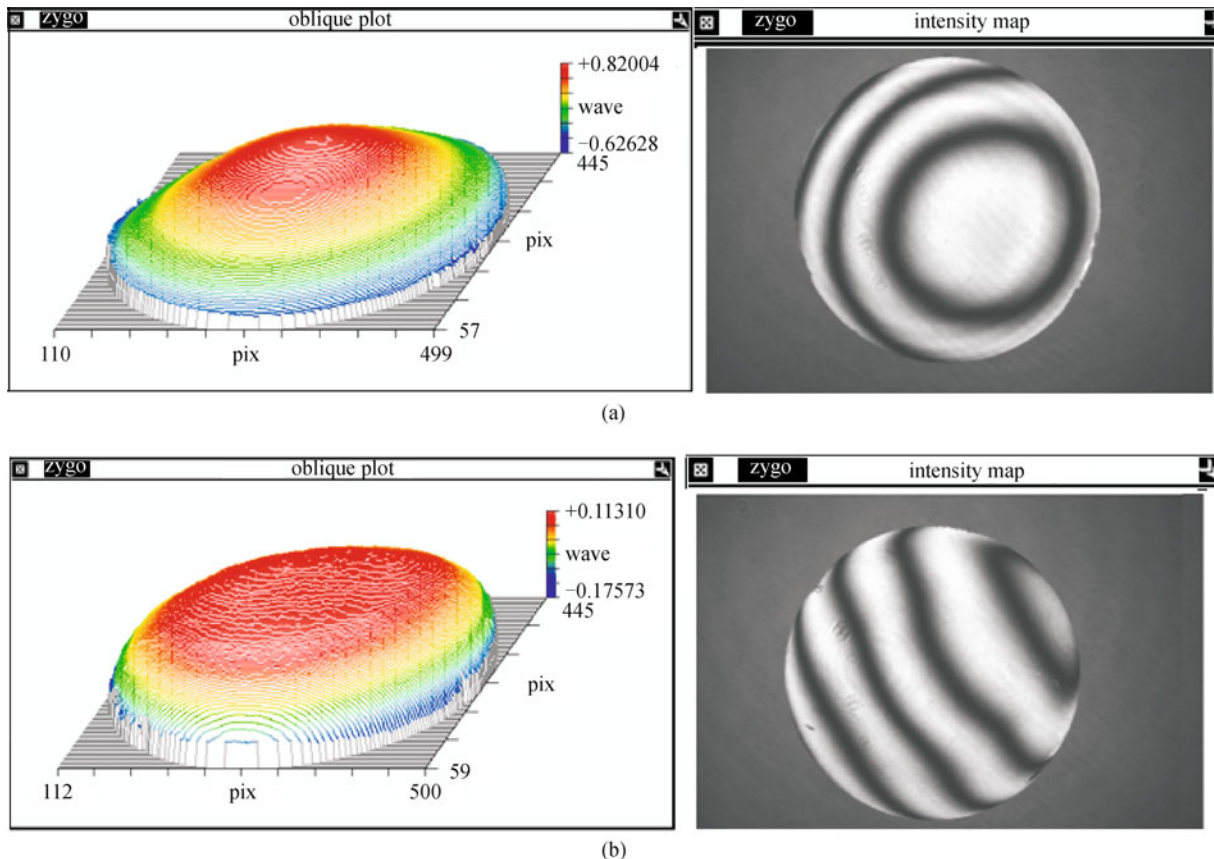 zygo oblique plot
+0.82004
wave
−0.62628
445
pix
57
110 pix 499
zygo intensity map
(a)
zygo oblique plot
+0.11310
wave
−0.17573
445
pix
59
112 pix 500
zygo intensity map
(b)